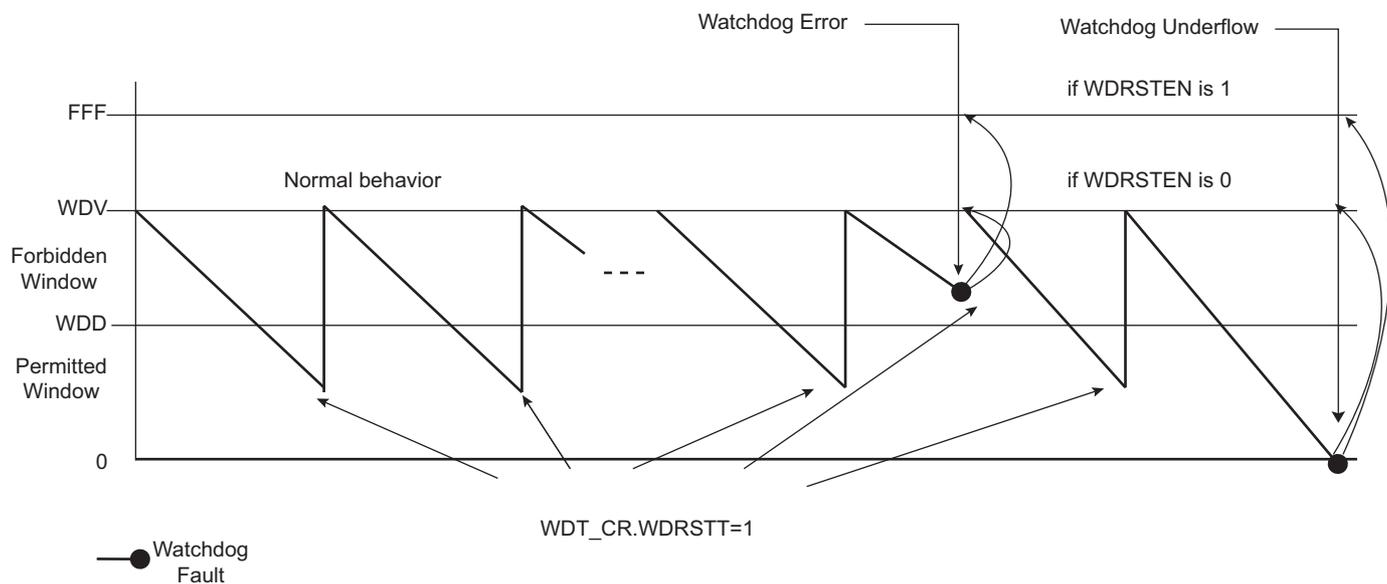 Watchdog Error
Watchdog Underflow
if WDRSTEN is 1
FFF
Normal behavior
if WDRSTEN is 0
WDV
Forbidden
Window
WDD
Permitted
Window
0
WDT_CR.WDRSTT=1
Watchdog
Fault